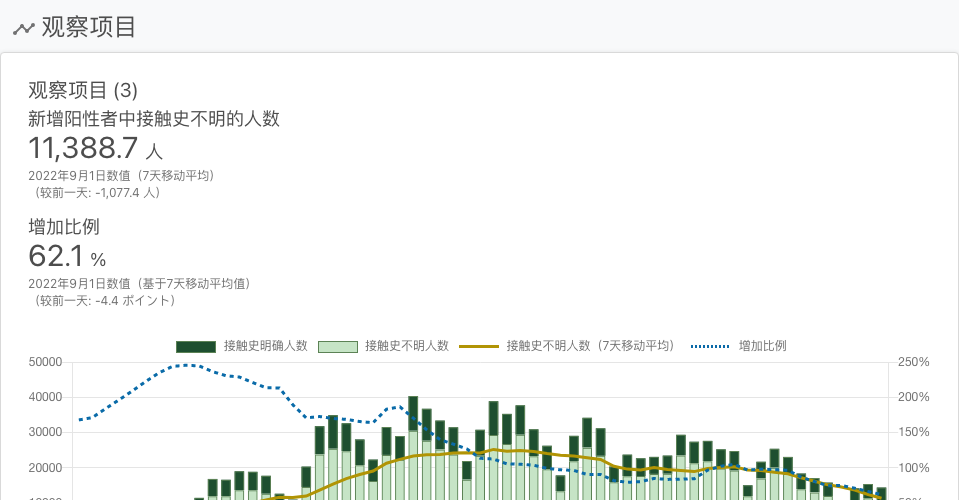 观察项目
观察项目 (3)
新增阳性者中接触史不明的人数
11,388.7 人
2022年9月1日数值（7天移动平均）
（较前一天: -1,077.4 人）
增加比例
62.1 %
2022年9月1日数值（基于7天移动平均值）
（较前一天: -4.4 ポイント）
接触史明确人数 接触史不明人数 接触史不明人数（7天移动平均） 增加比例
50000 250%
40000 200%
30000 150%
20000 100%